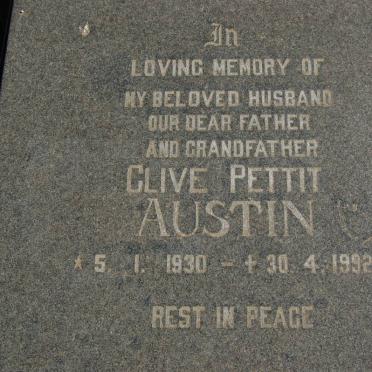 In
LOVING MEMORY OF
MY BELOVED HUSBAND
OUR DEAR FATHER
AND GRANDFATHER
CLIVE PETTIT
AUSTIN
* 5. 1. 1930 – † 30. 4. 1992
REST IN PEACE